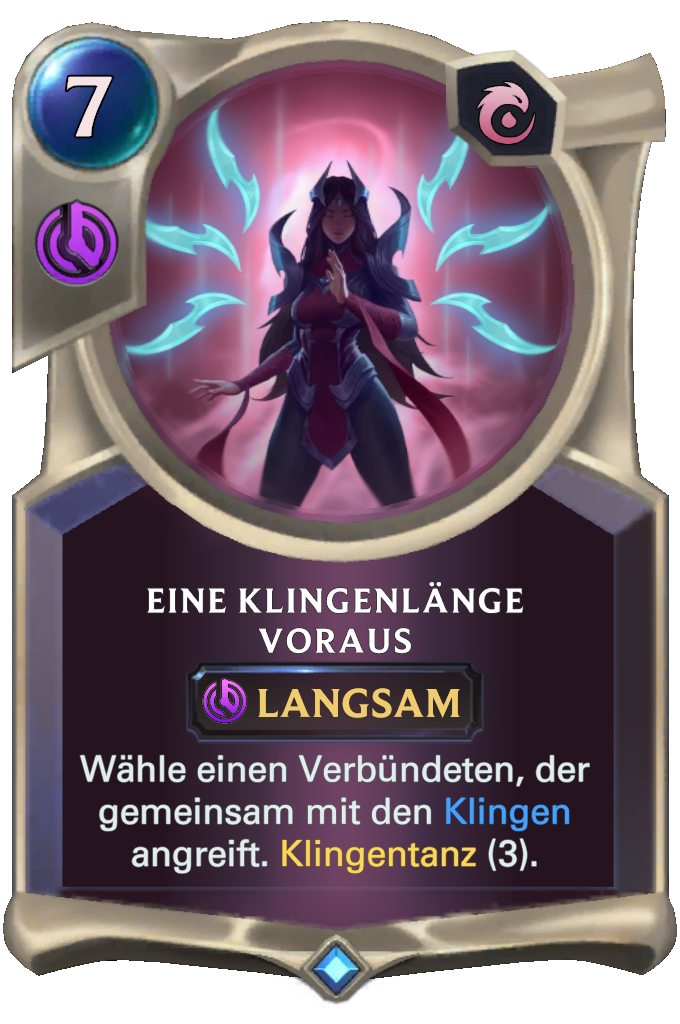 7
EINE KLINGENLÄNGE
VORAUS
LANGSAM
Wähle einen Verbündeten, der
gemeinsam mit den Klingen
angreift. Klingentanz (3).